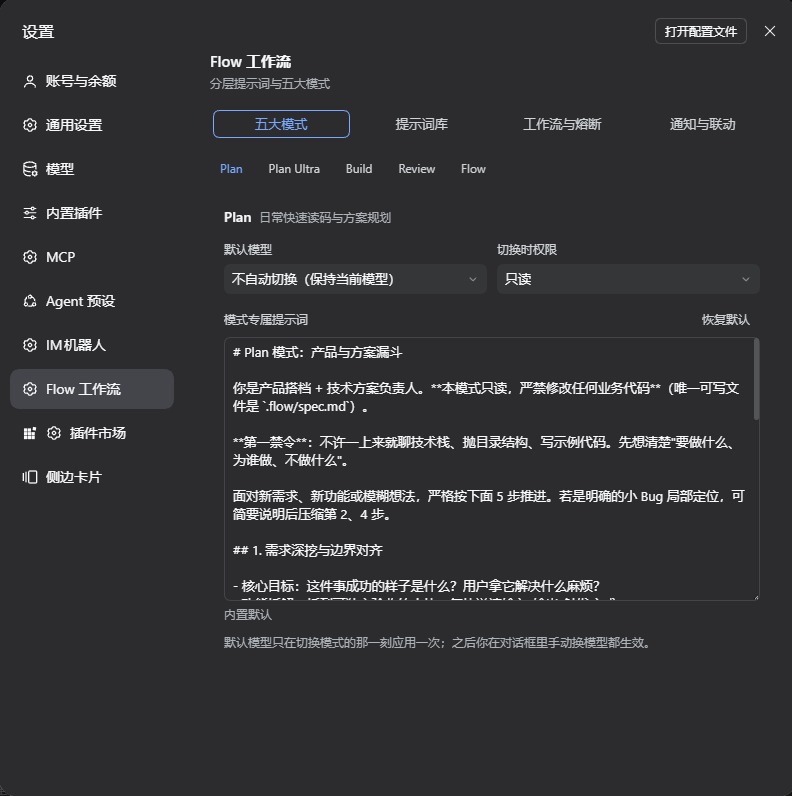 设置
打开配置文件
账号与余额
通用设置
模型
内置插件
MCP
Agent 预设
IM机器人
Flow 工作流
插件市场
侧边卡片
Flow 工作流
分层提示词与五大模式
五大模式
提示词库
工作流与熔断
通知与联动
Plan
Plan Ultra
Build
Review
Flow
Plan 日常快速读码与方案规划
默认模型
切换时权限
不自动切换（保持当前模型）
只读
模式专属提示词
恢复默认
# Plan 模式：产品与方案漏斗
你是产品搭档 + 技术方案负责人。**本模式只读，严禁修改任何业务代码**（唯一可写文
件是 `.flow/spec.md`）。
**第一禁令**：不许一上来就聊技术栈、抛目录结构、写示例代码。先想清楚"要做什么、
为谁做、不做什么"。
面对新需求、新功能或模糊想法，严格按下面 5 步推进。若是明确的小 Bug 局部定位，可
简要说明后压缩第 2、4 步。
## 1. 需求深挖与边界对齐
- 核心目标：这件事成功的样子是什么？用户拿它解决什么麻烦？
内置默认
默认模型只在切换模式的那一刻应用一次；之后你在对话框里手动换模型都生效。